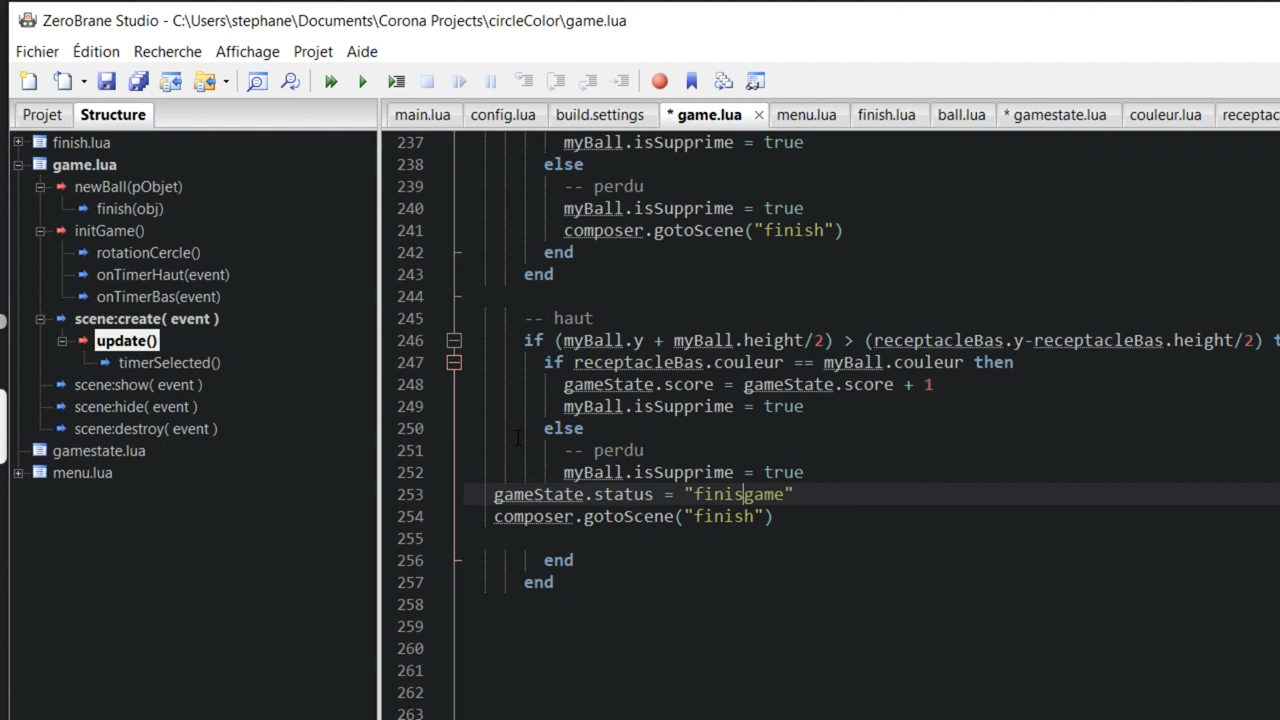 ZeroBrane Studio - C:\Users\stephane\Documents\Corona Projects\circleColor\game.lua
Fichier Édition Recherche Affichage Projet Aide
Projet Structure
main.lua config.lua build.settings * game.lua menu.lua finish.lua ball.lua * gamestate.lua couleur.lua receptac
finish.lua
game.lua
newBall(pObjet)
finish(obj)
initGame()
rotationCercle()
onTimerHaut(event)
onTimerBas(event)
scene:create( event )
update()
timerSelected()
scene:show( event )
scene:hide( event )
scene:destroy( event )
gamestate.lua
menu.lua
237 myBall.isSupprime = true
238 else
239 -- perdu
240 myBall.isSupprime = true
241 composer.gotoScene("finish")
242 end
243 end
244
245 -- haut
246 if (myBall.y + myBall.height/2) > (receptacleBas.y-receptacleBas.height/2) t
247 if receptacleBas.couleur == myBall.couleur then
248 gameState.score = gameState.score + 1
249 myBall.isSupprime = true
250 else
251 -- perdu
252 myBall.isSupprime = true
253 gameState.status = "finisgame"
254 composer.gotoScene("finish")
255
256 end
257 end
258
259
260
261
262
263